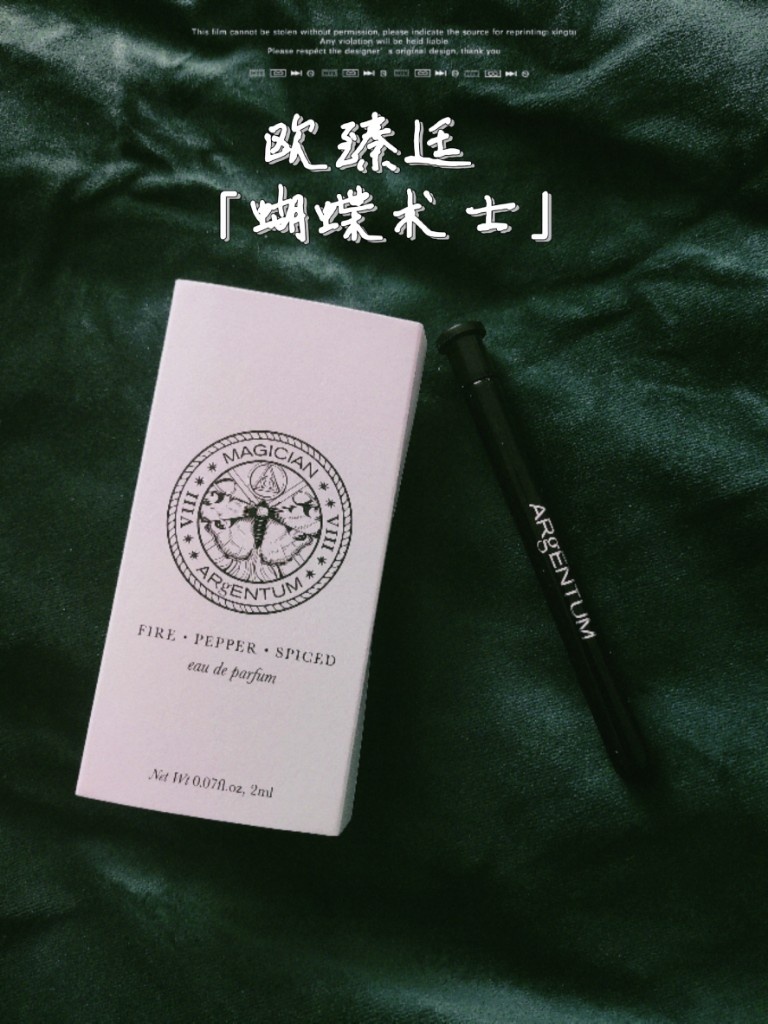 This film cannot be stolen without permission, please indicate the source for reprinting: xingtu
Any violation will be held liable
Please respect the designer's original design, thank you
欧臻廷
「蝴蝶术士」
MAGICIAN
VIII
VIII
ARgENTUM
FIRE • PEPPER • SPICED
eau de parfum
Net Wt 0.07fl.oz, 2ml
ARgENTUM